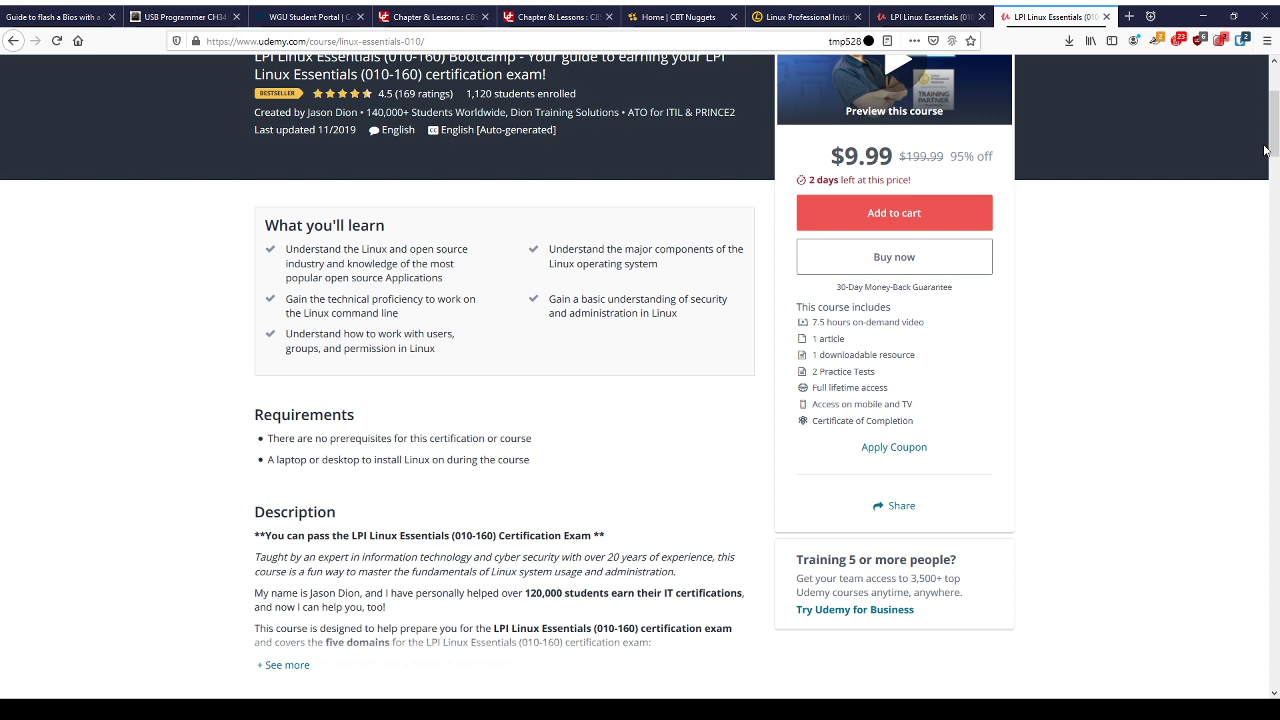 Guide to flash a Bios with a
USB Programmer CH34
WGU Student Portal | C
Chapter & Lessons : CBS
Chapter & Lessons : CBS
Home | CBT Nuggets
Linux Professional Insti
LPI Linux Essentials (010
LPI Linux Essentials (010
https://www.udemy.com/course/linux-essentials-010/
tmp528
2
23
6
2
2
LPI Linux Essentials (010-160) Bootcamp - Your guide to earning your LPI
Linux Essentials (010-160) certification exam!
BESTSELLER 4.5 (169 ratings) 1,120 students enrolled
Created by Jason Dion • 140,000+ Students Worldwide, Dion Training Solutions • ATO for ITIL & PRINCE2
Last updated 11/2019 English CC English [Auto-generated]
TRAINING
PARTNER
Preview this course
$9.99 $199.99 95% off
2 days left at this price!
Add to cart
Buy now
30-Day Money-Back Guarantee
This course includes
7.5 hours on-demand video
1 article
1 downloadable resource
2 Practice Tests
Full lifetime access
Access on mobile and TV
Certificate of Completion
Apply Coupon
Share
Training 5 or more people?
Get your team access to 3,500+ top
Udemy courses anytime, anywhere.
Try Udemy for Business
What you'll learn
Understand the Linux and open source
industry and knowledge of the most
popular open source Applications
Understand the major components of the
Linux operating system
Gain the technical proficiency to work on
the Linux command line
Gain a basic understanding of security
and administration in Linux
Understand how to work with users,
groups, and permission in Linux
Requirements
• There are no prerequisites for this certification or course
• A laptop or desktop to install Linux on during the course
Description
**You can pass the LPI Linux Essentials (010-160) Certification Exam **
Taught by an expert in information technology and cyber security with over 20 years of experience, this
course is a fun way to master the fundamentals of Linux system usage and administration.
My name is Jason Dion, and I have personally helped over 120,000 students earn their IT certifications,
and now I can help you, too!
This course is designed to help prepare you for the LPI Linux Essentials (010-160) certification exam
and covers the five domains for the LPI Linux Essentials (010-160) certification exam:
+ See more